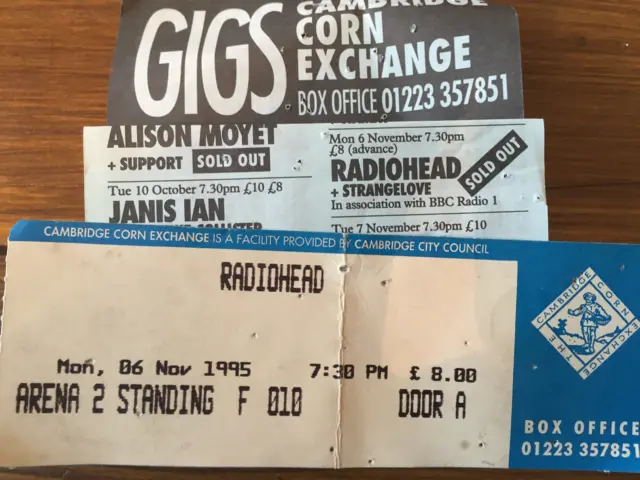 GIGS
CAMBRIDGE
CORN
EXCHANGE
BOX OFFICE 01223 357851
ALISON MOYET
+ SUPPORT SOLD OUT
Tue 10 October 7.30pm £10 £8
JANIS IAN
Mon 6 November 7.30pm
£8 (advance)
RADIOHEAD
SOLD OUT
+ STRANGELOVE
In association with BBC Radio 1
Tue 7 November 7.30pm £10
CAMBRIDGE CORN EXCHANGE IS A FACILITY PROVIDED BY CAMBRIDGE CITY COUNCIL
RADIOHEAD
Mon, 06 Nov 1995 7:30 PM £ 8.00
ARENA 2 STANDING F 010 DOOR A
THE CAMBRIDGE CORN EXCHANGE
BOX OFFICE
01223 357851